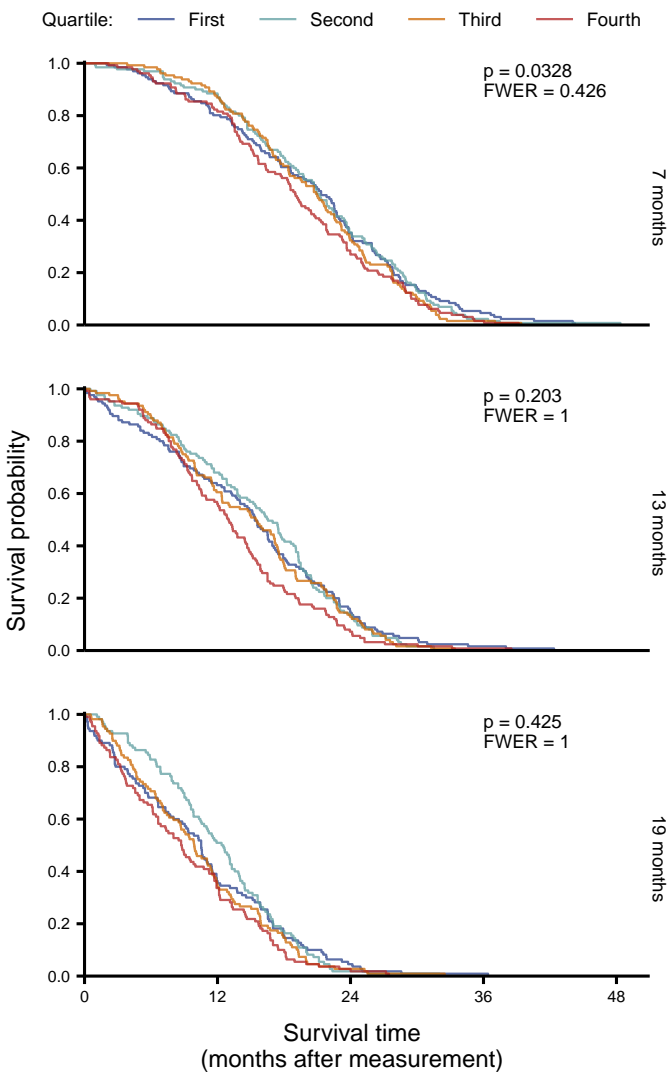 Quartile: First Second Third Fourth
p = 0.0328
FWER = 0.426
1.0
0.8
0.6
0.4
0.2
0.0
7 months
p = 0.203
FWER = 1
1.0
0.8
0.6
0.4
0.2
0.0
13 months
Survival probability
p = 0.425
FWER = 1
1.0
0.8
0.6
0.4
0.2
0.0
19 months
0 12 24 36 48
Survival time
(months after measurement)